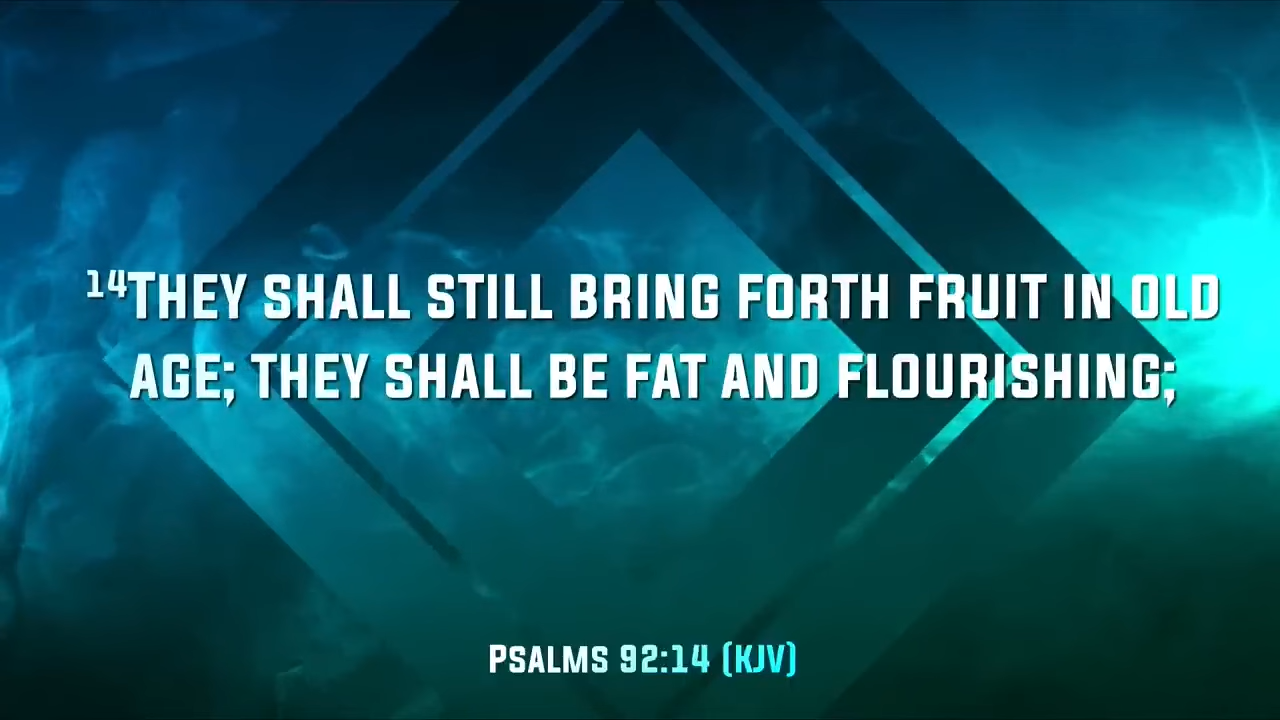 ¹⁴THEY SHALL STILL BRING FORTH FRUIT IN OLD
AGE; THEY SHALL BE FAT AND FLOURISHING;
PSALMS 92:14 (KJV)